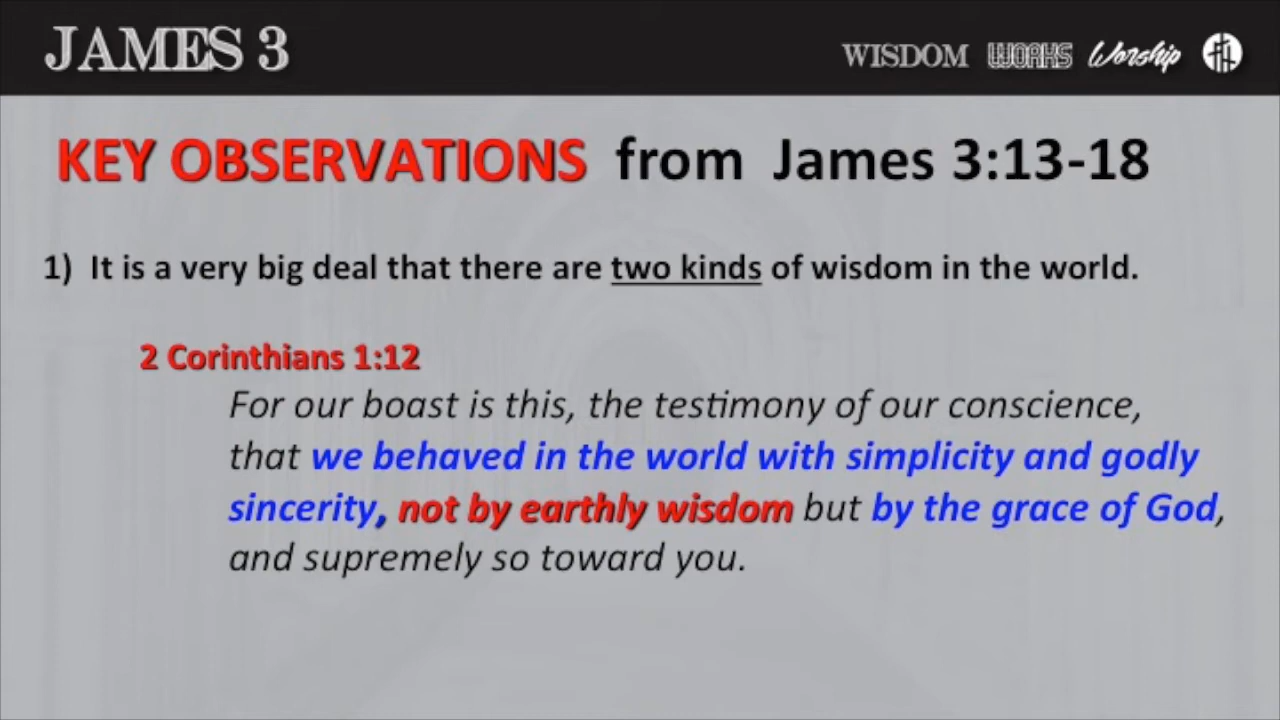 JAMES 3
WISDOM WORKS Worship
KEY OBSERVATIONS from James 3:13-18
1) It is a very big deal that there are two kinds of wisdom in the world.
2 Corinthians 1:12
For our boast is this, the testimony of our conscience,
that we behaved in the world with simplicity and godly
sincerity, not by earthly wisdom but by the grace of God,
and supremely so toward you.